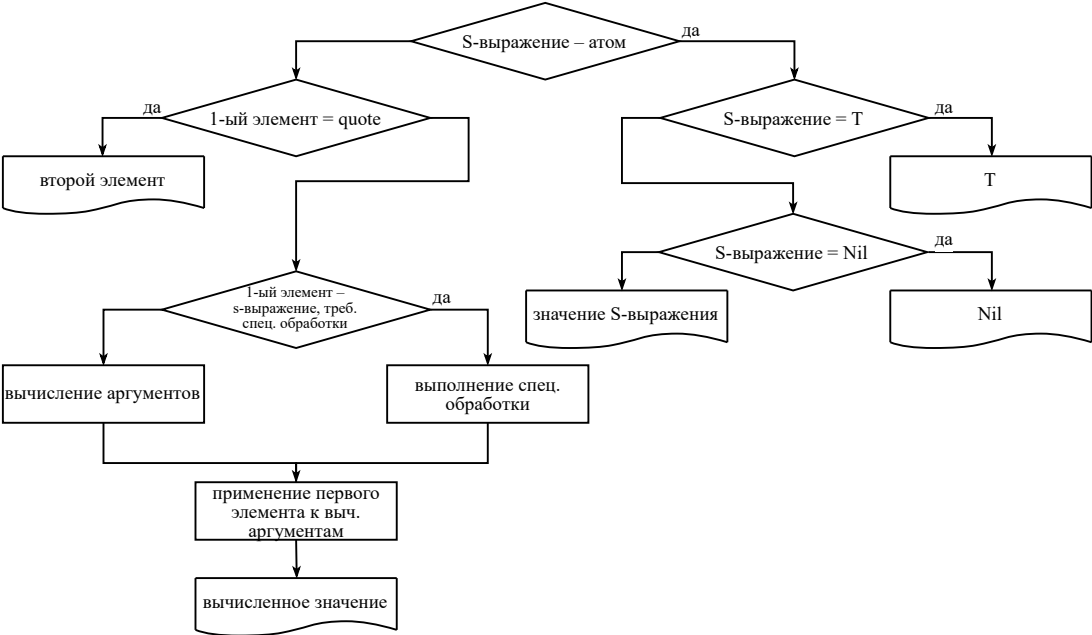 S-выражение – атом
да
да
1-ый элемент = quote
S-выражение = T
да
второй элемент
T
S-выражение = Nil
да
1-ый элемент –
s-выражение, треб.
спец. обработки
да
значение S-выражения
Nil
вычисление аргументов
выполнение спец.
обработки
применение первого
элемента к выч.
аргументам
вычисленное значение